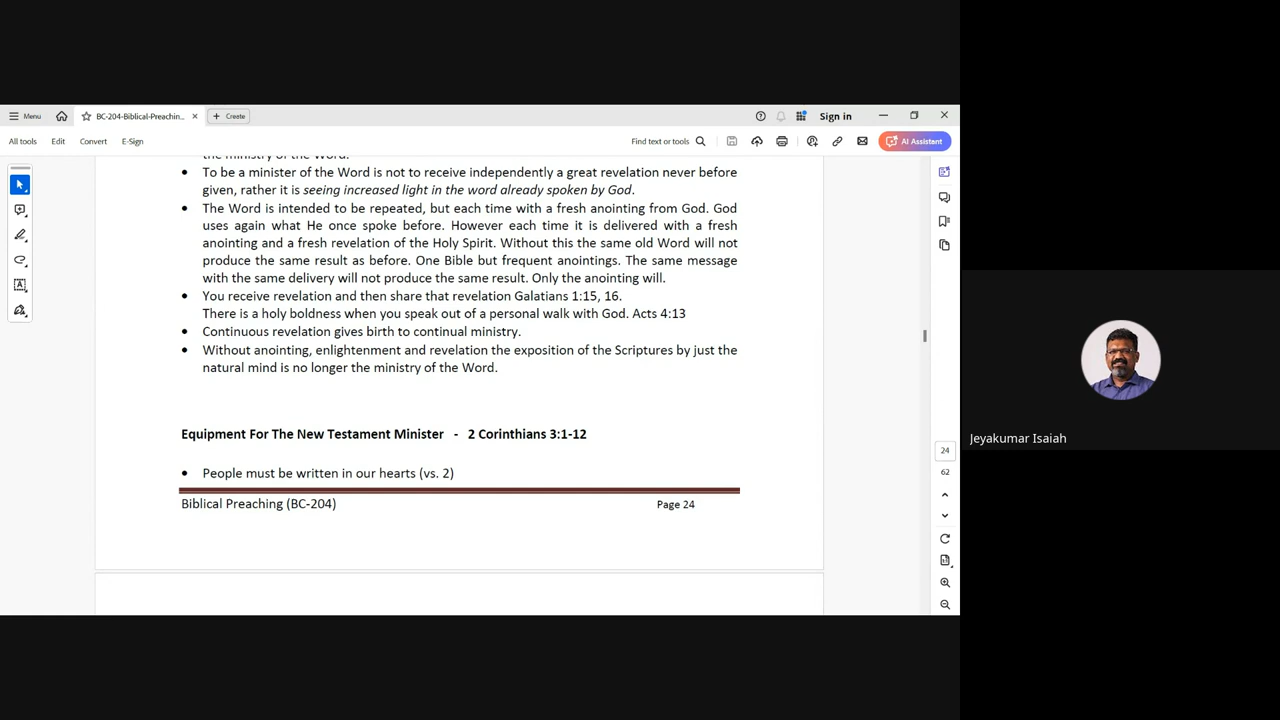 BC-204-Biblical-Preachin...
Create
Menu
Sign in
All tools
Edit
Convert
E-Sign
Find text or tools
AI Assistant
the ministry of the Word.
• To be a minister of the Word is not to receive independently a great revelation never before
given, rather it is seeing increased light in the word already spoken by God.
• The Word is intended to be repeated, but each time with a fresh anointing from God. God
uses again what He once spoke before. However each time it is delivered with a fresh
anointing and a fresh revelation of the Holy Spirit. Without this the same old Word will not
produce the same result as before. One Bible but frequent anointings. The same message
with the same delivery will not produce the same result. Only the anointing will.
• You receive revelation and then share that revelation Galatians 1:15, 16.
There is a holy boldness when you speak out of a personal walk with God. Acts 4:13
• Continuous revelation gives birth to continual ministry.
• Without anointing, enlightenment and revelation the exposition of the Scriptures by just the
natural mind is no longer the ministry of the Word.
Equipment For The New Testament Minister - 2 Corinthians 3:1-12
• People must be written in our hearts (vs. 2)
Biblical Preaching (BC-204)
Page 24
24
62
Jeyakumar Isaiah